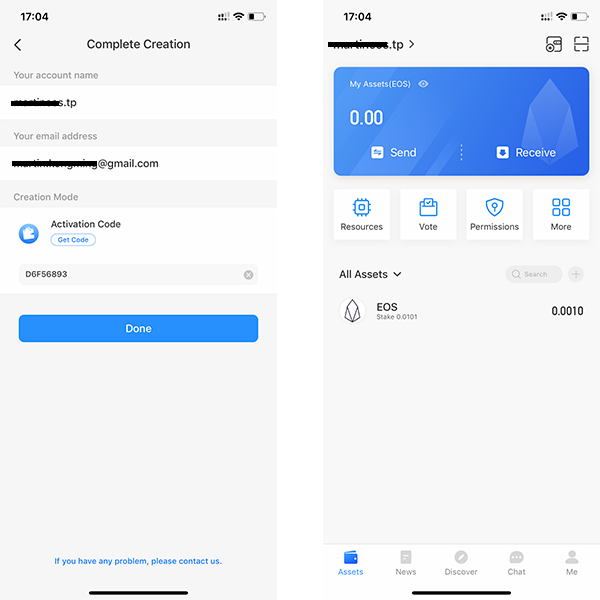 17:04
Complete Creation
Your account name
.tp
Your email address
@gmail.com
Creation Mode
Activation Code
Get Code
D6F56893
Done
If you have any problem, please contact us.
17:04
.tp
My Assets(EOS)
0.00
Send
Receive
Resources
Vote
Permissions
More
All Assets
Search
EOS
0.0010
Stake 0.0101
Assets
News
Discover
Chat
Me